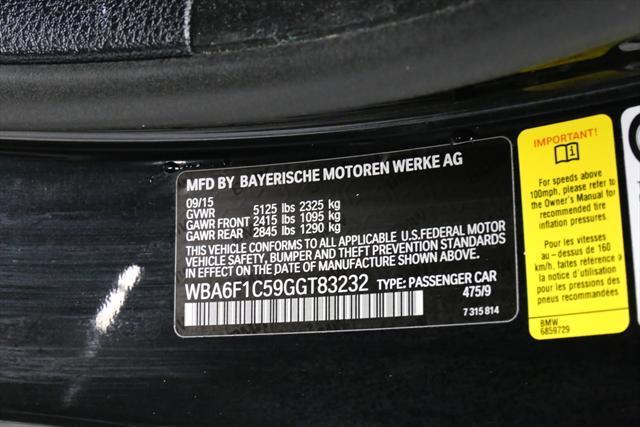 MFD BY BAYERISCHE MOTOREN WERKE AG
09/15
GVWR 5125 lbs 2325 kg
GAWR FRONT 2415 lbs 1095 kg
GAWR REAR 2845 lbs 1290 kg
THIS VEHICLE CONFORMS TO ALL APPLICABLE U.S.FEDERAL MOTOR
VEHICLE SAFETY, BUMPER AND THEFT PREVENTION STANDARDS
IN EFFECT ON THE DATE OF MANUFACTURE SHOWN ABOVE.
WBA6F1C59GGT83232 TYPE: PASSENGER CAR
475/9
7 315 814
IMPORTANT!
For speeds above
100mph, please refer to
the Owner's Manual for
recommended tire
inflation pressures.
Pour les vitesses
au-dessus de 160
km/h, faites référence à
la notice d'utilisation
pour les pressions de
pneu recommandées.
BMW
6859729